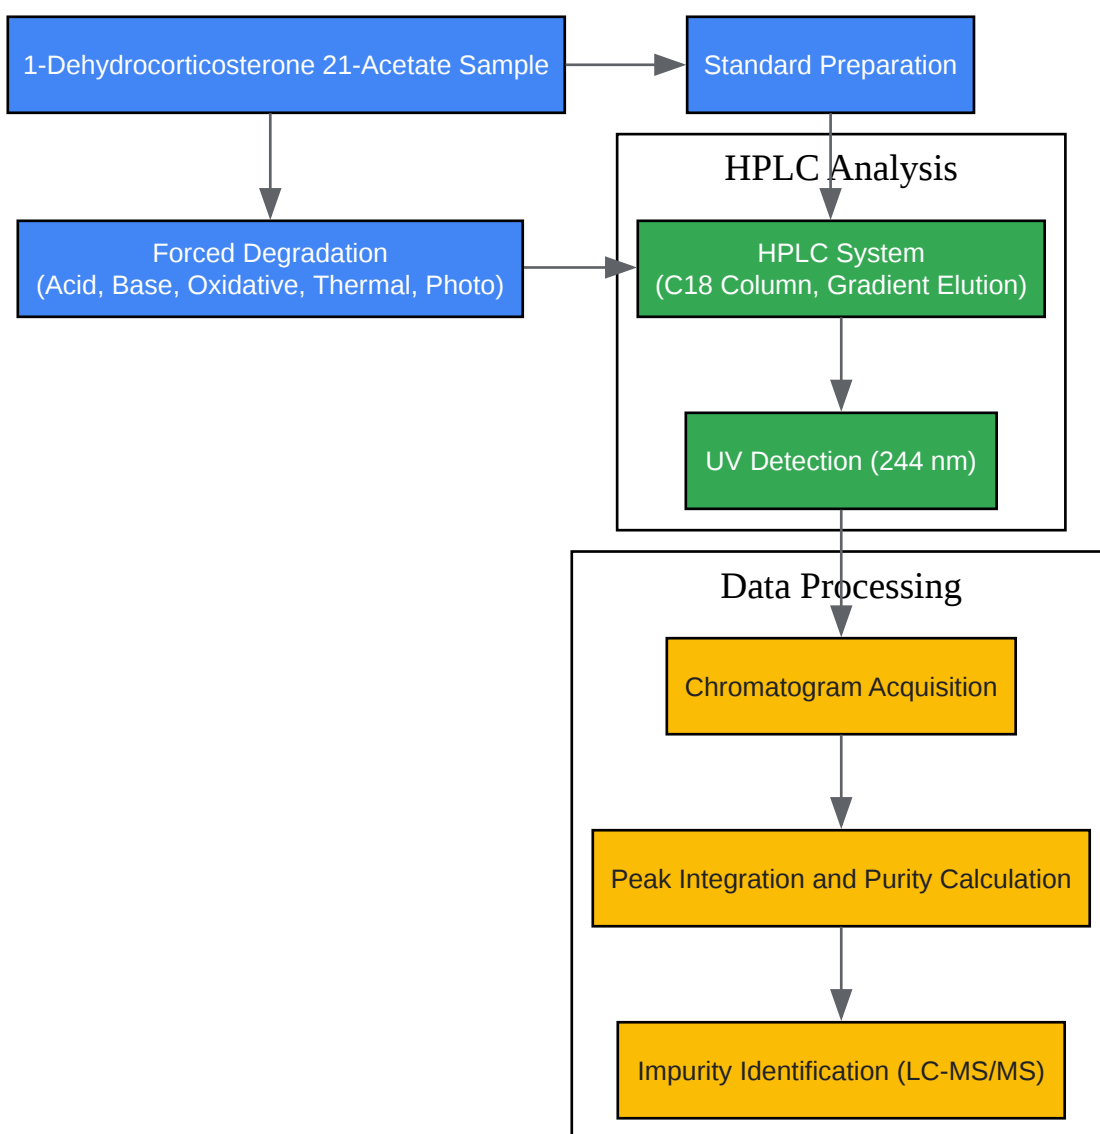 1-Dehydrocorticosterone 21-Acetate Sample
Standard Preparation
HPLC Analysis
Forced Degradation
(Acid, Base, Oxidative, Thermal, Photo)
HPLC System
(C18 Column, Gradient Elution)
UV Detection (244 nm)
Data Processing
Chromatogram Acquisition
Peak Integration and Purity Calculation
Impurity Identification (LC-MS/MS)